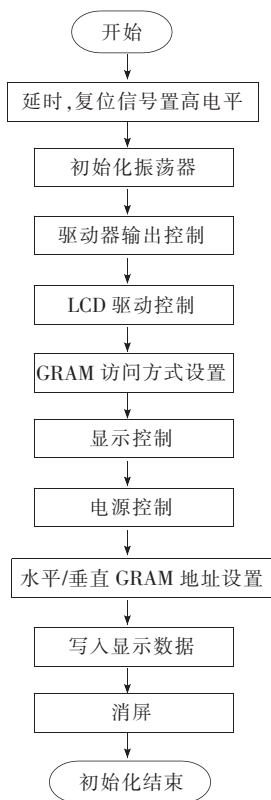 开始
延时,复位信号置高电平
初始化振荡器
驱动器输出控制
LCD 驱动控制
GRAM 访问方式设置
显示控制
电源控制
水平/垂直 GRAM 地址设置
写入显示数据
消屏
初始化结束